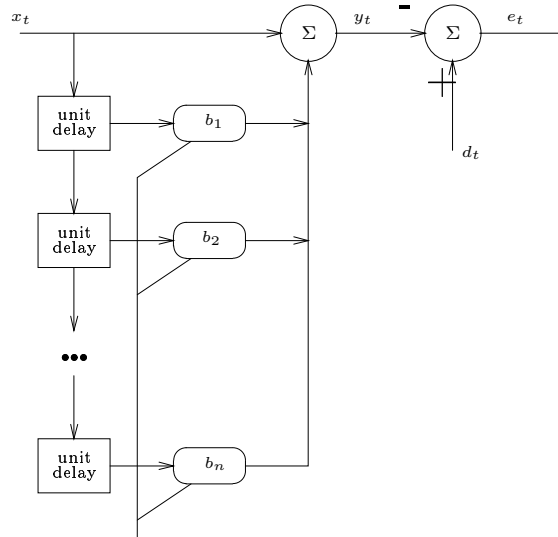 x_t
Σ
y_t
-
Σ
e_t
+
d_t
unit
delay
b_1
unit
delay
b_2
•••
unit
delay
b_n